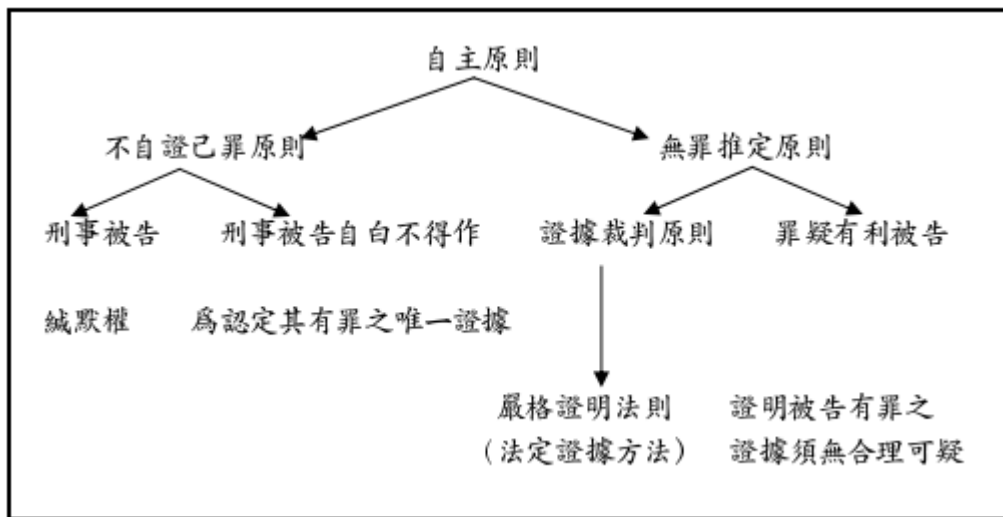 自主原則
不自證己罪原則 無罪推定原則
刑事被告 刑事被告自白不得作 證據裁判原則 罪疑有利被告
緘默權 為認定其有罪之唯一證據
嚴格證明法則 證明被告有罪之
(法定證據方法) 證據須無合理可疑